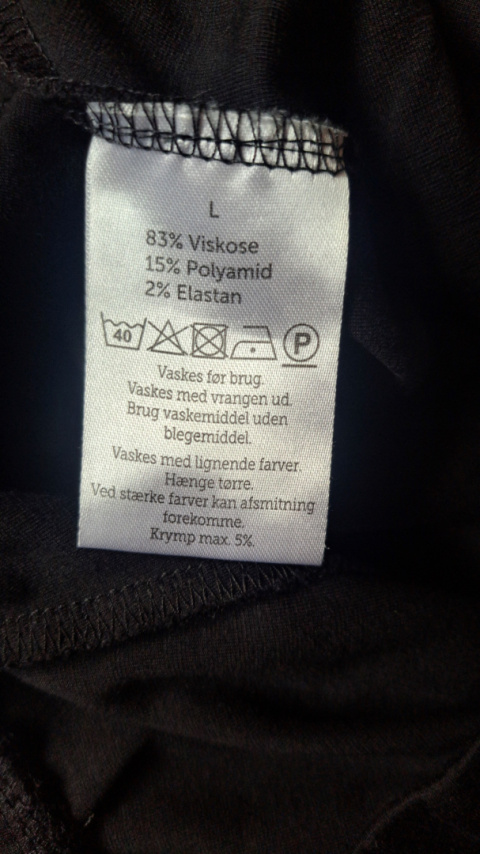 L
83% Viskose
15% Polyamid
2% Elastan
40 P
Vaskes før brug.
Vaskes med vrangen ud.
Brug vaskemiddel uden
blegemiddel.
Vaskes med lignende farver.
Hænge tørre.
Ved stærke farver kan afsmitning
forekomme.
Krymp max. 5%.